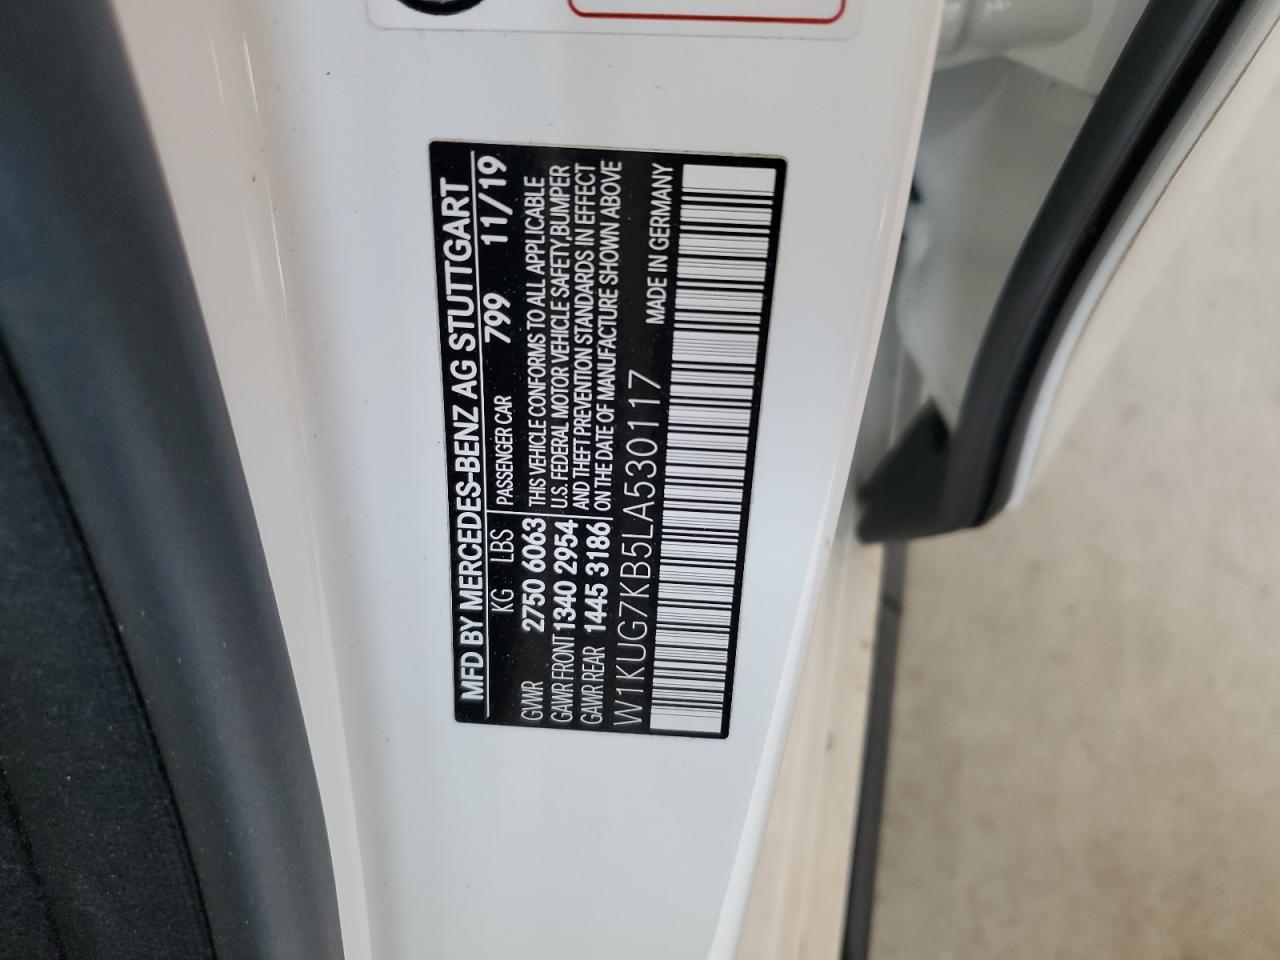 MFD BY MERCEDES-BENZ AG STUTTGART
KG LBS PASSENGER CAR 799 11/19
GVWR 2750 6063 THIS VEHICLE CONFORMS TO ALL APPLICABLE
GAWR FRONT 1340 2954 U.S. FEDERAL MOTOR VEHICLE SAFETY,BUMPER
GAWR REAR 1445 3186 AND THEFT PREVENTION STANDARDS IN EFFECT
ON THE DATE OF MANUFACTURE SHOWN ABOVE
W1KUG7KB5LA530117 MADE IN GERMANY